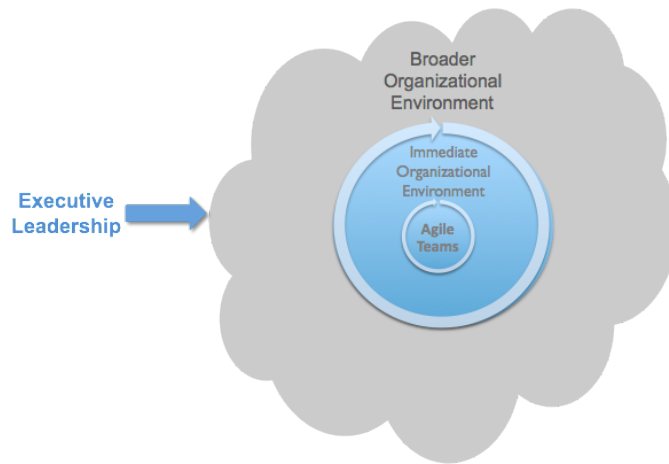 Broader
Organizational
Environment
Immediate
Organizational
Environment
Executive
Leadership
Agile
Teams